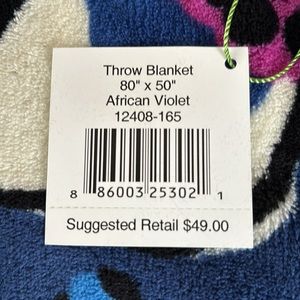 Throw Blanket
80" x 50"
African Violet
12408-165
8 86003 25302 1
Suggested Retail $49.00